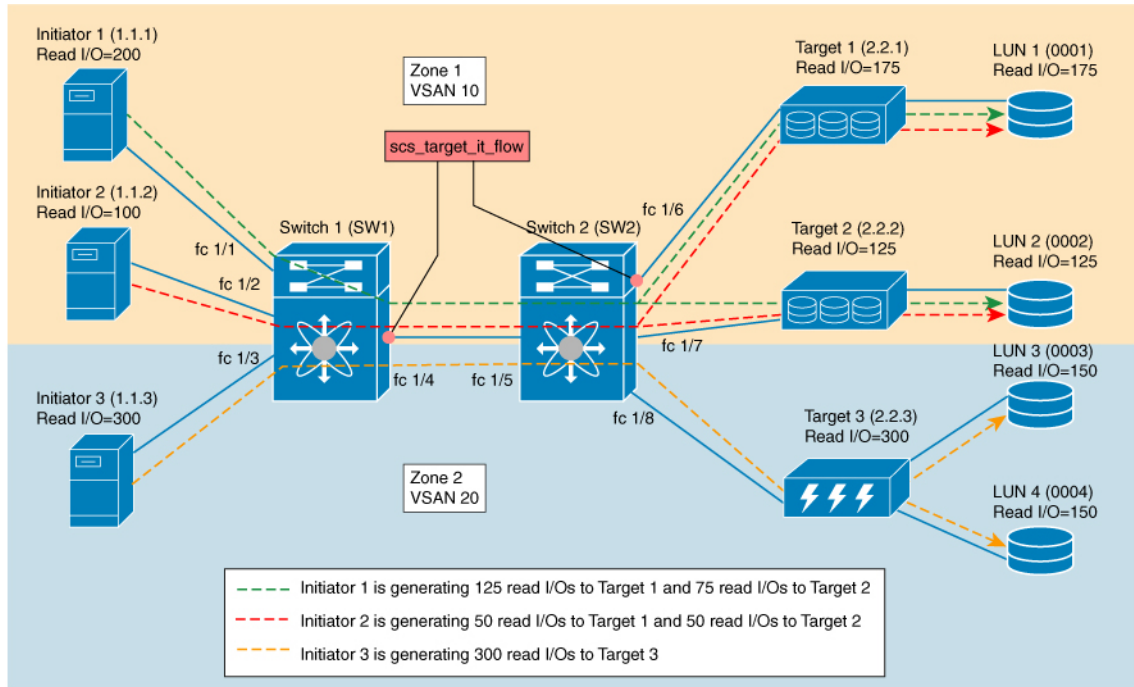 Initiator 1 (1.1.1)
Read I/O=200
Zone 1
VSAN 10
Target 1 (2.2.1)
Read I/O=175
LUN 1 (0001)
Read I/O=175
scs_target_it_flow
Initiator 2 (1.1.2)
Read I/O=100
fc 1/1
Switch 1 (SW1)
Switch 2 (SW2)
fc 1/6
Target 2 (2.2.2)
Read I/O=125
LUN 2 (0002)
Read I/O=125
fc 1/2
fc 1/3
fc 1/4
fc 1/5
fc 1/7
LUN 3 (0003)
Read I/O=150
Initiator 3 (1.1.3)
Read I/O=300
fc 1/8
Target 3 (2.2.3)
Read I/O=300
Zone 2
VSAN 20
LUN 4 (0004)
Read I/O=150
Initiator 1 is generating 125 read I/Os to Target 1 and 75 read I/Os to Target 2
Initiator 2 is generating 50 read I/Os to Target 1 and 50 read I/Os to Target 2
Initiator 3 is generating 300 read I/Os to Target 3